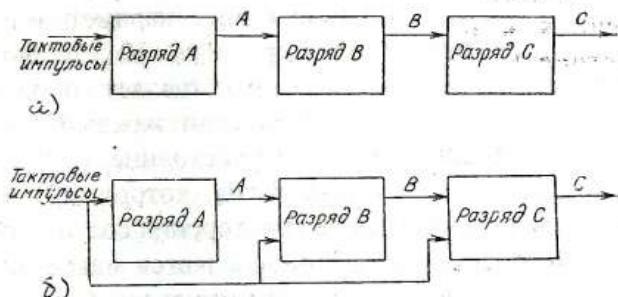 Тактовые
импульсы
Разряд А
А
Разряд В
В
Разряд С
С
а)
Тактовые
импульсы
Разряд А
А
Разряд В
В
Разряд С
С
б)